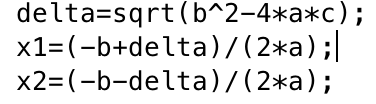 delta=sqrt(b^2-4*a*c);
x1=(-b+delta)/(2*a);
x2=(-b-delta)/(2*a);